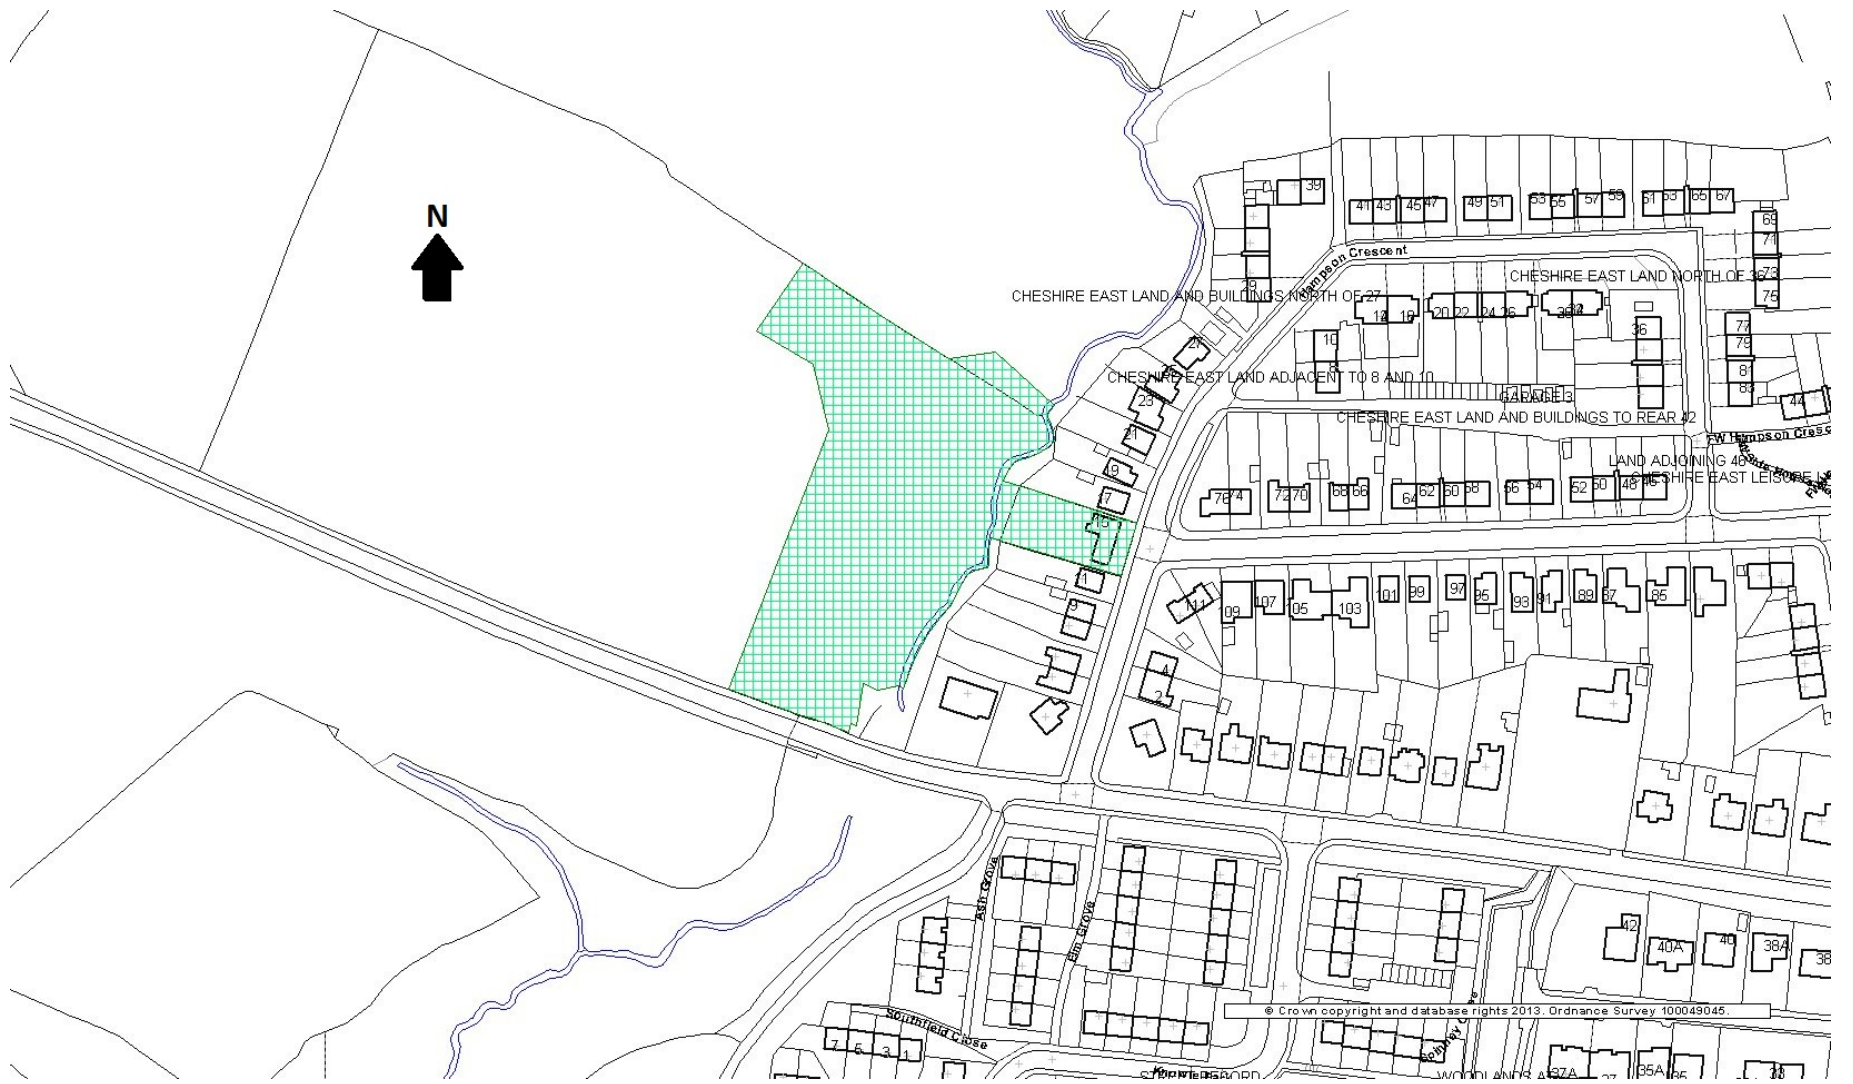 N
39
41 43 45 47 49 51 53 55 57 59 61 63 65 67
69
71
73
75
Hampson Crescent
CHESHIRE EAST LAND NORTH OF 36
CHESHIRE EAST LAND AND BUILDINGS NORTH OF 27
29
20 22 24 26
36
10
8
77
79
81
83
27
CHESHIRE EAST LAND ADJACENT TO 8 AND 10
23
GARAGE 3
44
CHESHIRE EAST LAND AND BUILDINGS TO REAR 42
21
LAND ADJOINING 46
19
76 74 72 70 68 66 64 62 60 58 56 54 52 50 48
17
15
11
9
111 109 107 105 103 101 99 97 95 93 91 89 87 85
4
2
Ash Grove
Elm Grove
42
40A
40
38A
38
© Crown copyright and database rights 2013. Ordnance Survey 100049045.
Southfield Close
7 5 3 1
Spinney Close
37A
35A
35
33